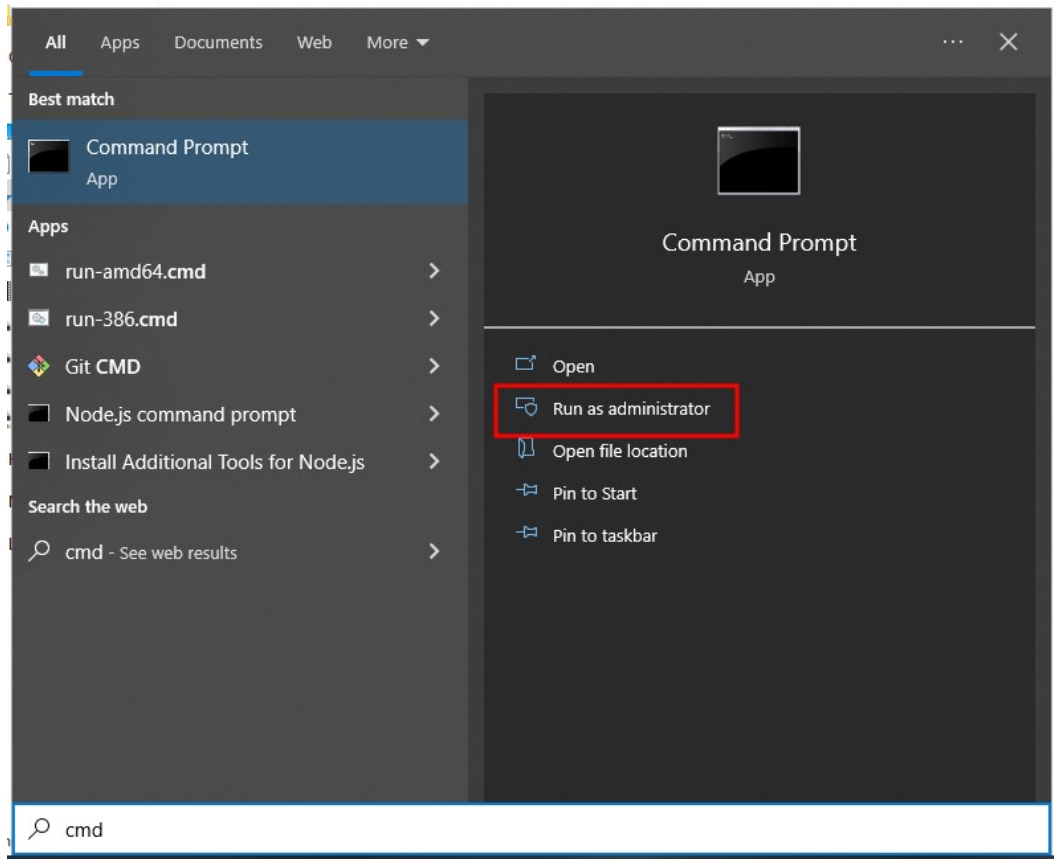 All Apps Documents Web More
Best match
Command Prompt
App
Apps
run-amd64.cmd
run-386.cmd
Git CMD
Node.js command prompt
Install Additional Tools for Node.js
Search the web
cmd - See web results
Command Prompt
App
Open
Run as administrator
Open file location
Pin to Start
Pin to taskbar
cmd